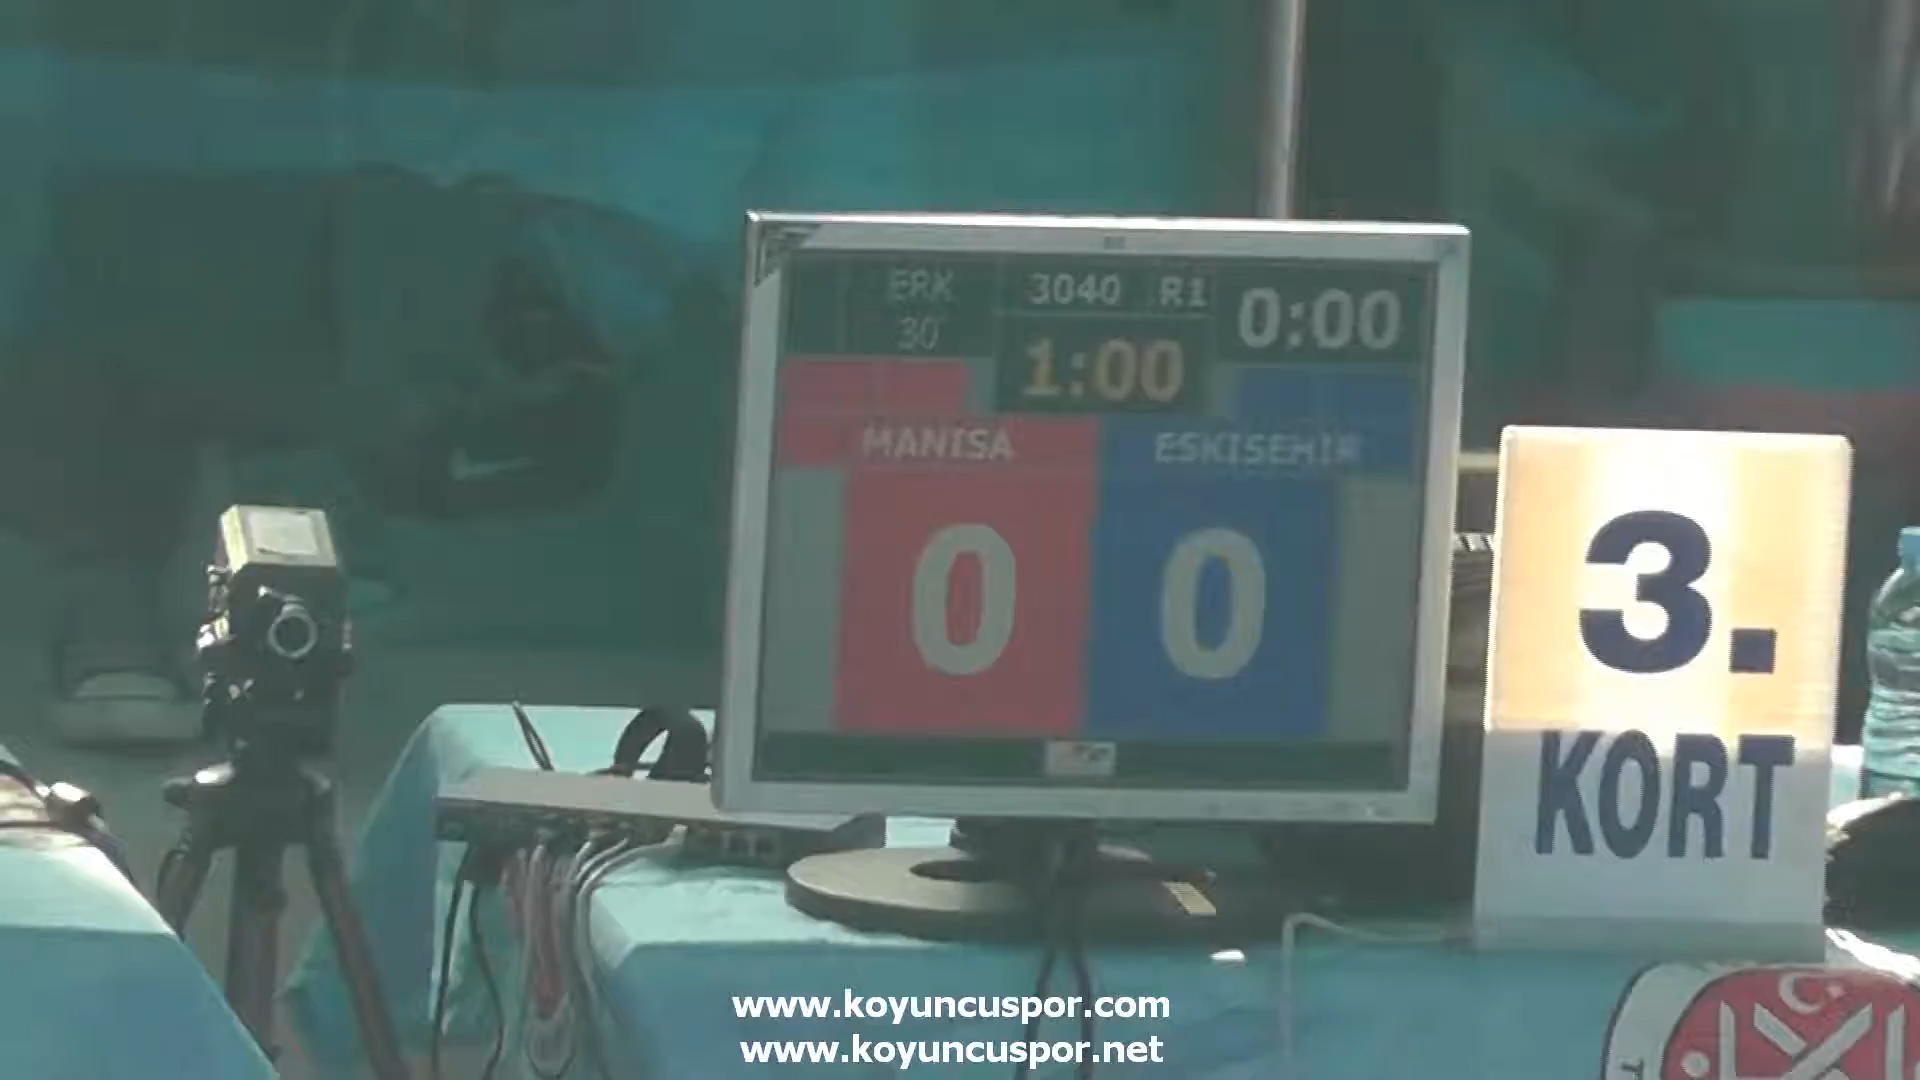 ERK 3040 R1 0:00
30 1:00
MANISA ESKISEHIR
0 0
3.
KORT
www.koyuncuspor.com
www.koyuncuspor.net